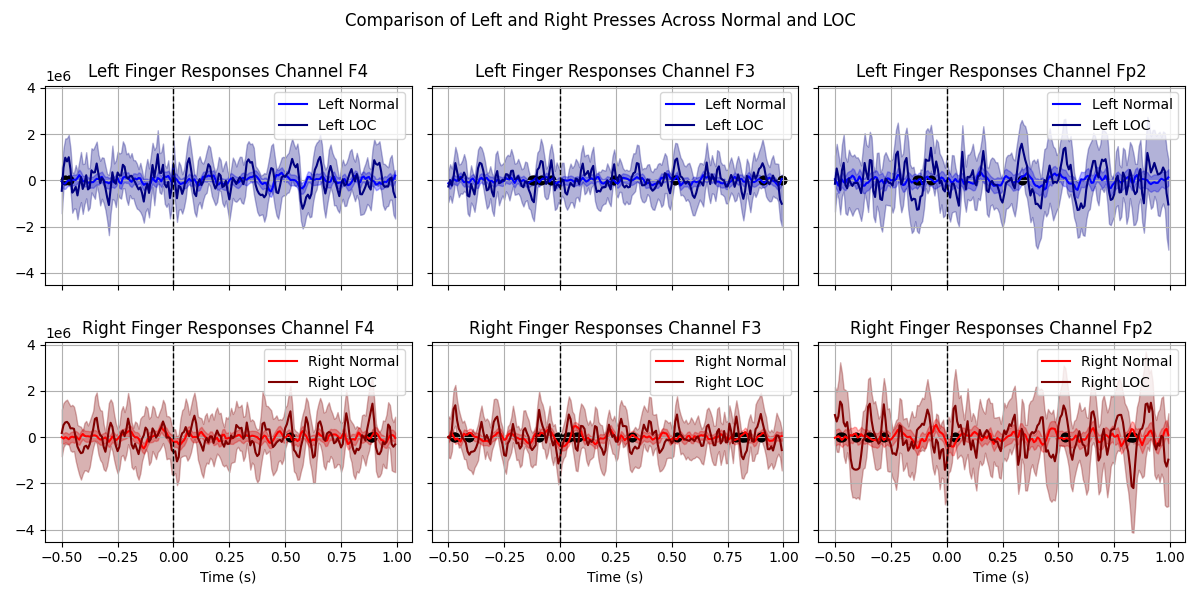 Comparison of Left and Right Presses Across Normal and LOC
1e6
Left Finger Responses Channel F4
Left Finger Responses Channel F3
Left Finger Responses Channel Fp2
4
2
0
−2
−4
Left Normal
Left LOC
Left Normal
Left LOC
Left Normal
Left LOC
1e6
Right Finger Responses Channel F4
Right Finger Responses Channel F3
Right Finger Responses Channel Fp2
4
2
0
−2
−4
Right Normal
Right LOC
Right Normal
Right LOC
Right Normal
Right LOC
−0.50 −0.25 0.00 0.25 0.50 0.75 1.00
−0.50 −0.25 0.00 0.25 0.50 0.75 1.00
−0.50 −0.25 0.00 0.25 0.50 0.75 1.00
Time (s)
Time (s)
Time (s)